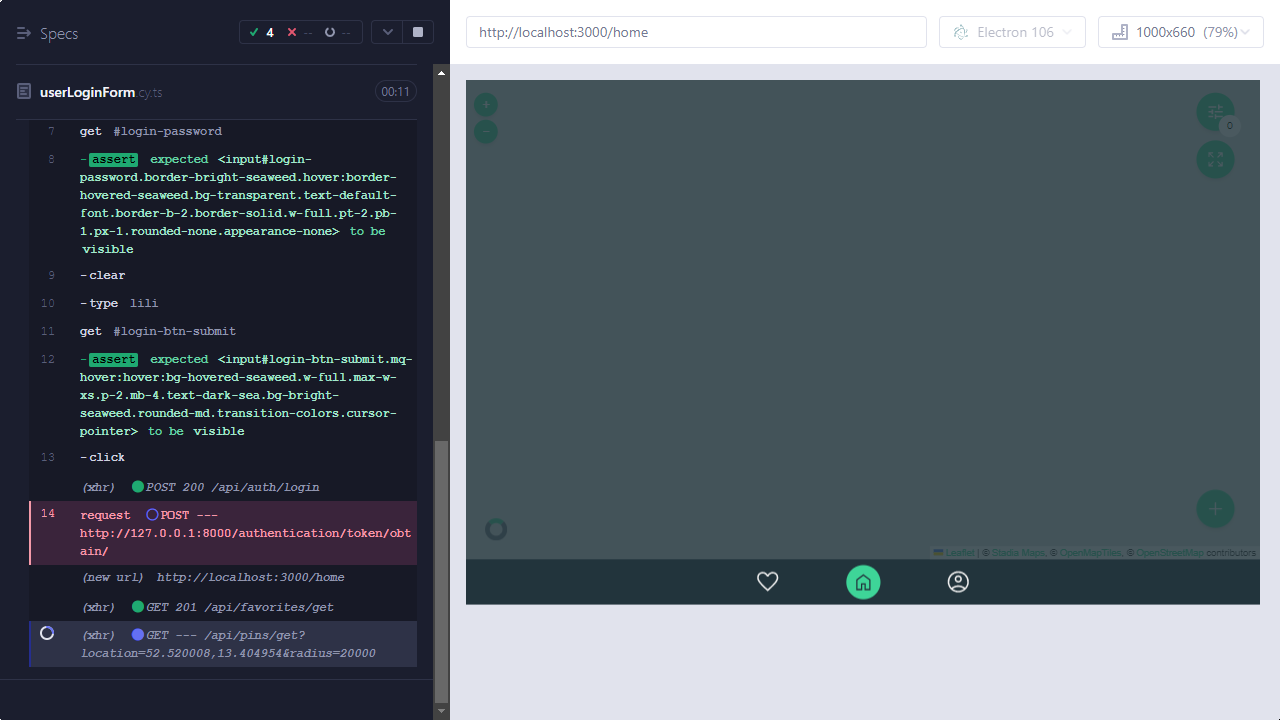 Specs
4
--
--
http://localhost:3000/home
Electron 106
1000x660 (79%)
userLoginForm.cy.ts
00:11
7 get #login-password
8 -assert expected <input#login-
password.border-bright-seaweed.hover:border-
hovered-seaweed.bg-transparent.text-default-
font.border-b-2.border-solid.w-full.pt-2.pb-
1.px-1.rounded-none.appearance-none> to be
visible
9 -clear
10 -type lili
11 get #login-btn-submit
12 -assert expected <input#login-btn-submit.mq-
hover:hover:bg-hovered-seaweed.w-full.max-w-
xs.p-2.mb-4.text-dark-sea.bg-bright-
seaweed.rounded-md.transition-colors.cursor-
pointer> to be visible
13 -click
(xhr) POST 200 /api/auth/login
14 request POST ---
http://127.0.0.1:8000/authentication/token/obt
ain/
(new url) http://localhost:3000/home
(xhr) GET 201 /api/favorites/get
(xhr) GET --- /api/pins/get?
location=52.520008,13.404954&radius=20000
+
−
0
+
Leaflet | © Stadia Maps, © OpenMapTiles, © OpenStreetMap contributors